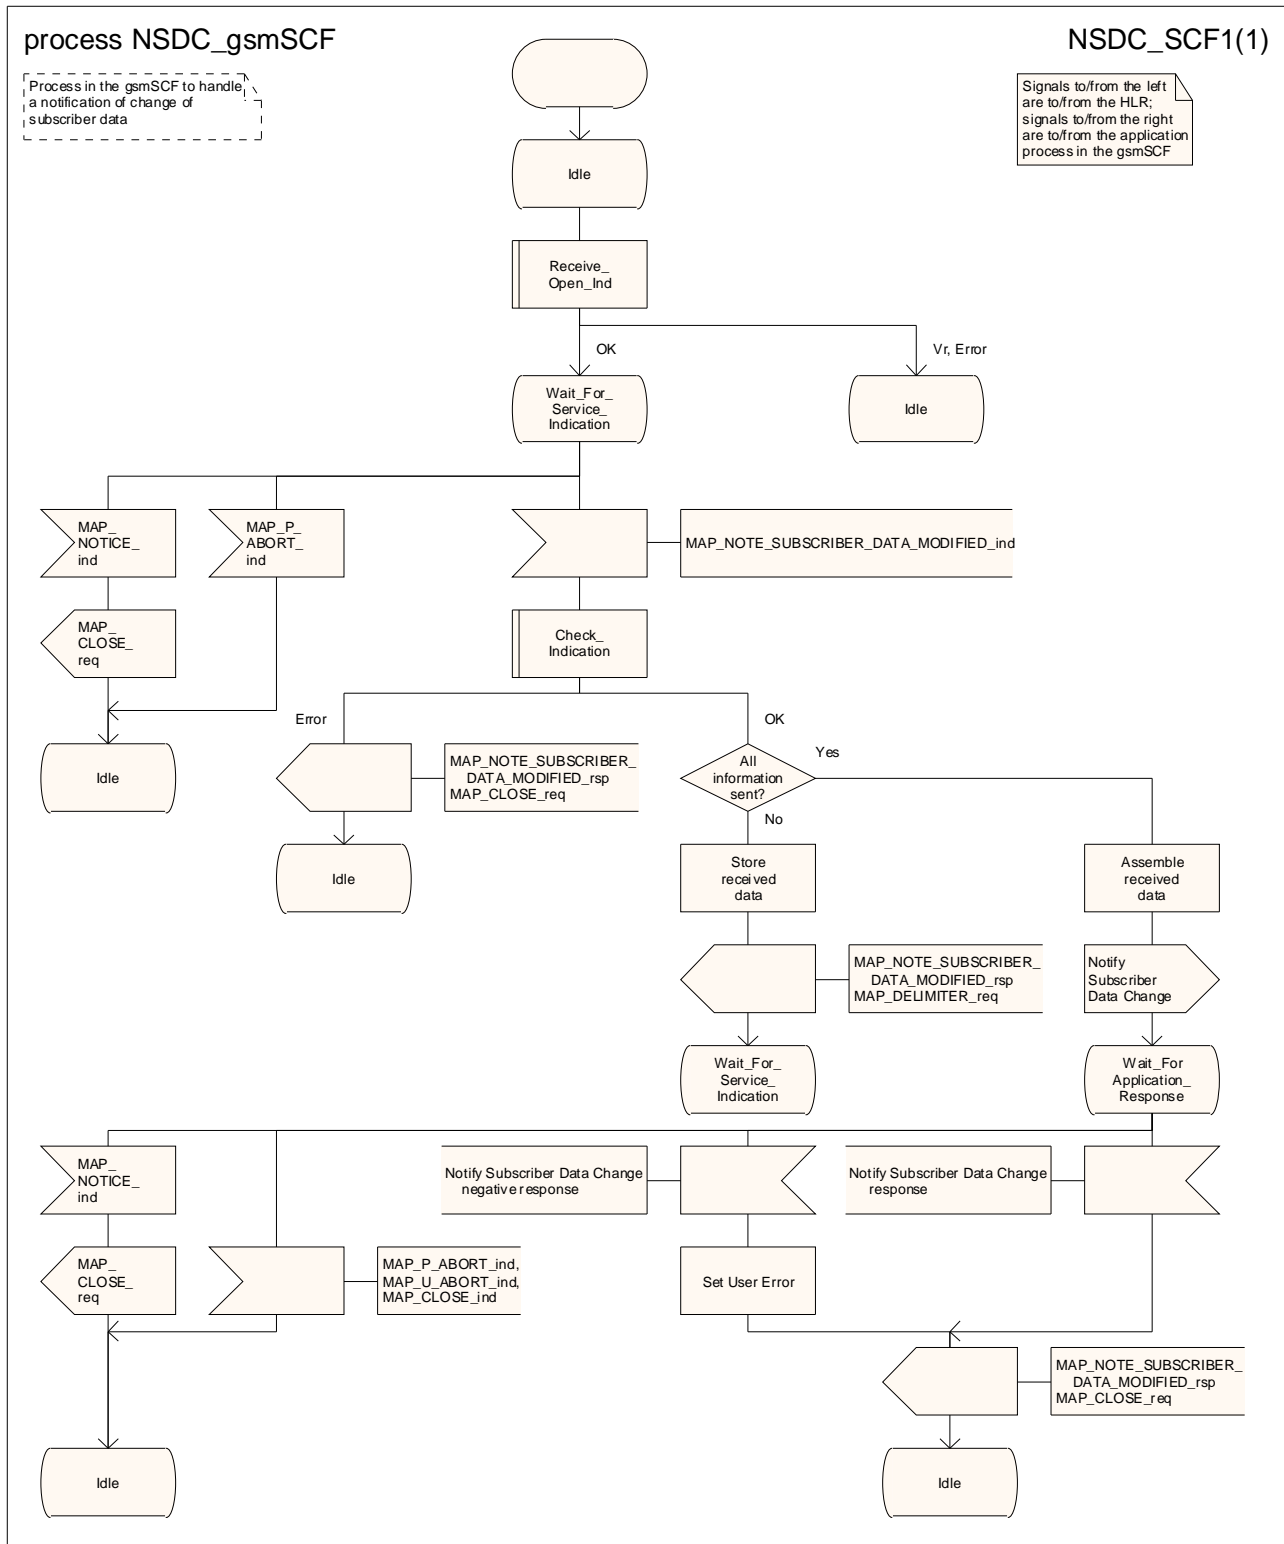 process NSDC_gsmSCF
NSDC_SCF1(1)
Process in the gsmSCF to handle
a notification of change of
subscriber data
Signals to/from the left
are to/from the HLR;
signals to/from the right
are to/from the application
process in the gsmSCF
Idle
Receive_
Open_Ind
OK
Vr, Error
Wait_For_
Service_
Indication
Idle
MAP_
NOTICE_
ind
MAP_P_
ABORT_
ind
MAP_NOTE_SUBSCRIBER_DATA_MODIFIED_ind
MAP_
CLOSE_
req
Check_
Indication
Error
OK
Idle
MAP_NOTE_SUBSCRIBER_
DATA_MODIFIED_rsp
MAP_CLOSE_req
All
information
sent?
Yes
No
Idle
Store
received
data
Assemble
received
data
MAP_NOTE_SUBSCRIBER_
DATA_MODIFIED_rsp
MAP_DELIMITER_req
Notify
Subscriber
Data Change
Wait_For_
Service_
Indication
Wait_For
Application_
Response
MAP_
NOTICE_
ind
Notify Subscriber Data Change
negative response
Notify Subscriber Data Change
response
MAP_
CLOSE_
req
MAP_P_ABORT_ind,
MAP_U_ABORT_ind,
MAP_CLOSE_ind
Set User Error
MAP_NOTE_SUBSCRIBER_
DATA_MODIFIED_rsp
MAP_CLOSE_req
Idle
Idle